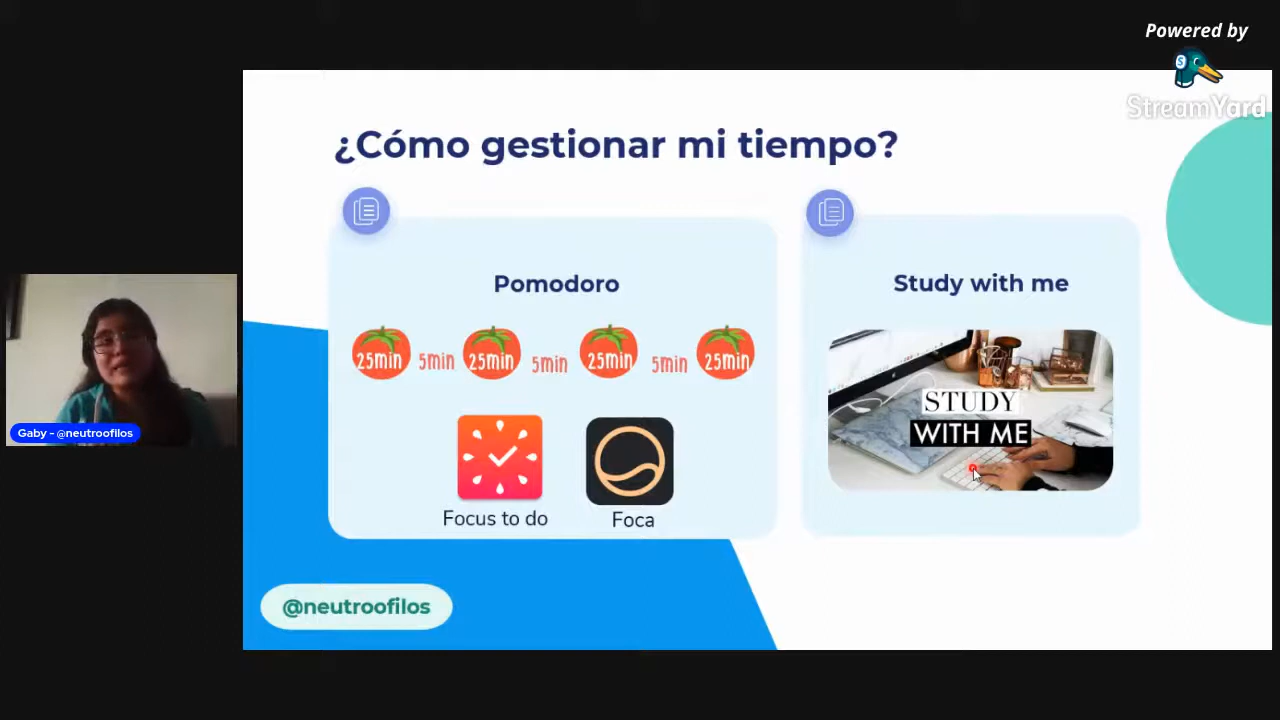 Powered by
StreamYard
¿Cómo gestionar mi tiempo?
Pomodoro
25min 5min 25min 5min 25min 5min 25min
Focus to do
Foca
Study with me
STUDY
WITH ME
Gaby - @neutroofilos
@neutroofilos